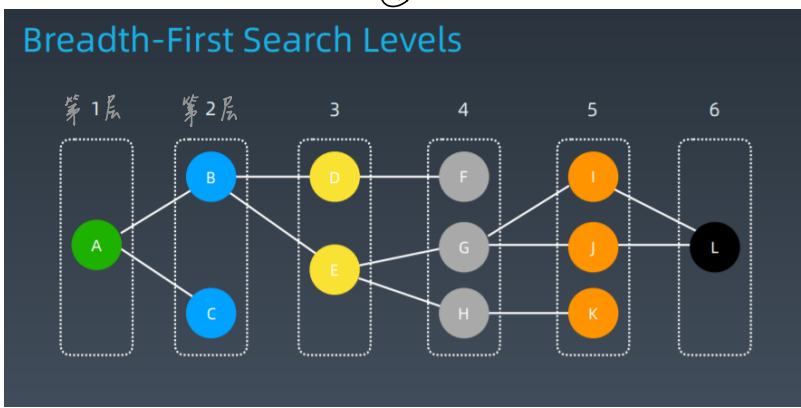 Breadth-First Search Levels
第1层 第2层 3 4 5 6
B D F I
A G J L
E
C H K